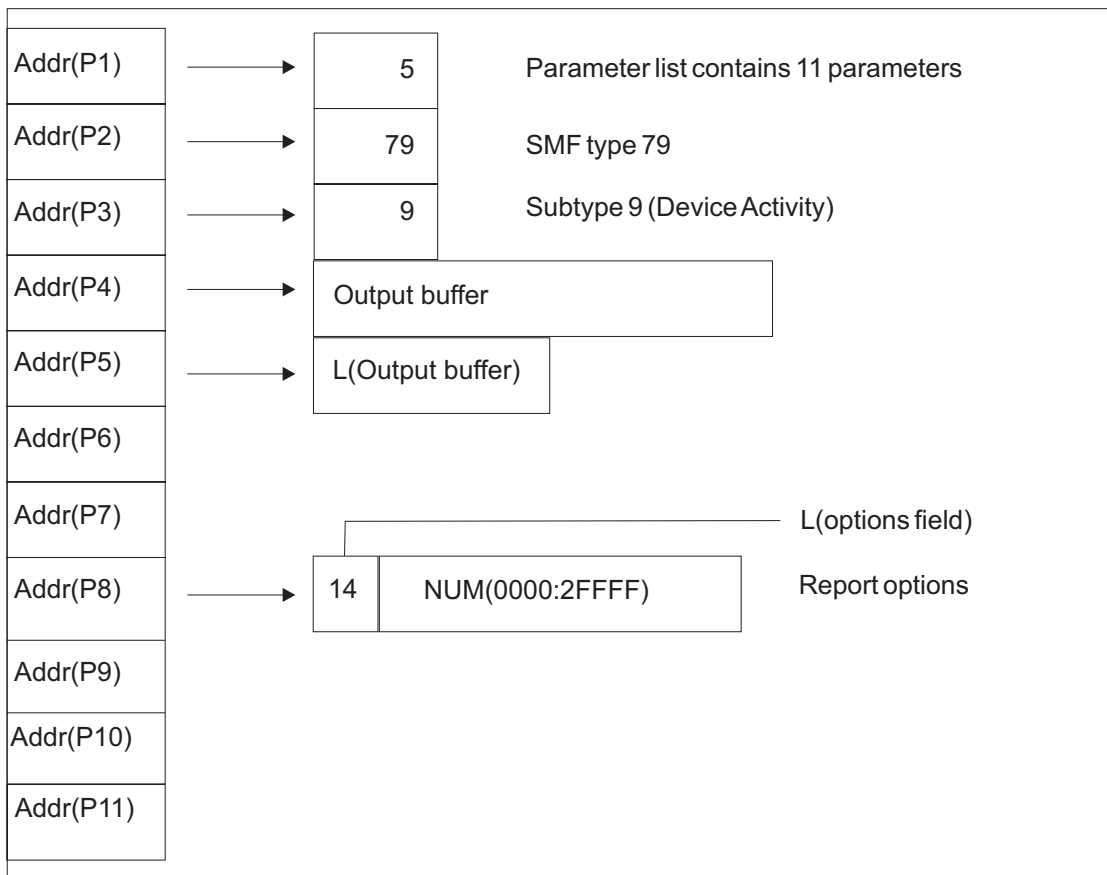 Addr(P1)
5
Parameter list contains 11 parameters
Addr(P2)
79
SMF type 79
Addr(P3)
9
Subtype 9 (Device Activity)
Addr(P4)
Output buffer
Addr(P5)
L(Output buffer)
Addr(P6)
Addr(P7)
L(options field)
Addr(P8)
14
NUM(0000:2FFFF)
Report options
Addr(P9)
Addr(P10)
Addr(P11)